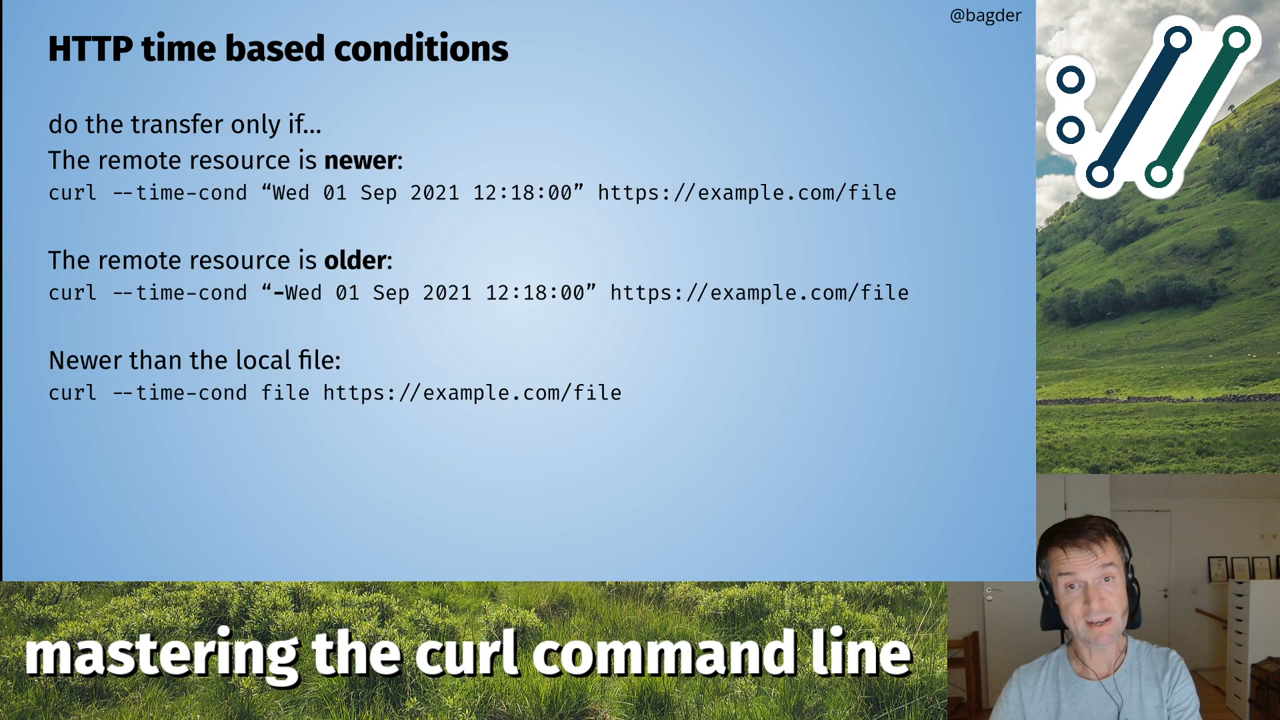 @bagder
HTTP time based conditions
do the transfer only if...
The remote resource is newer:
curl --time-cond “Wed 01 Sep 2021 12:18:00” https://example.com/file
The remote resource is older:
curl --time-cond “-Wed 01 Sep 2021 12:18:00” https://example.com/file
Newer than the local file:
curl --time-cond file https://example.com/file
mastering the curl command line